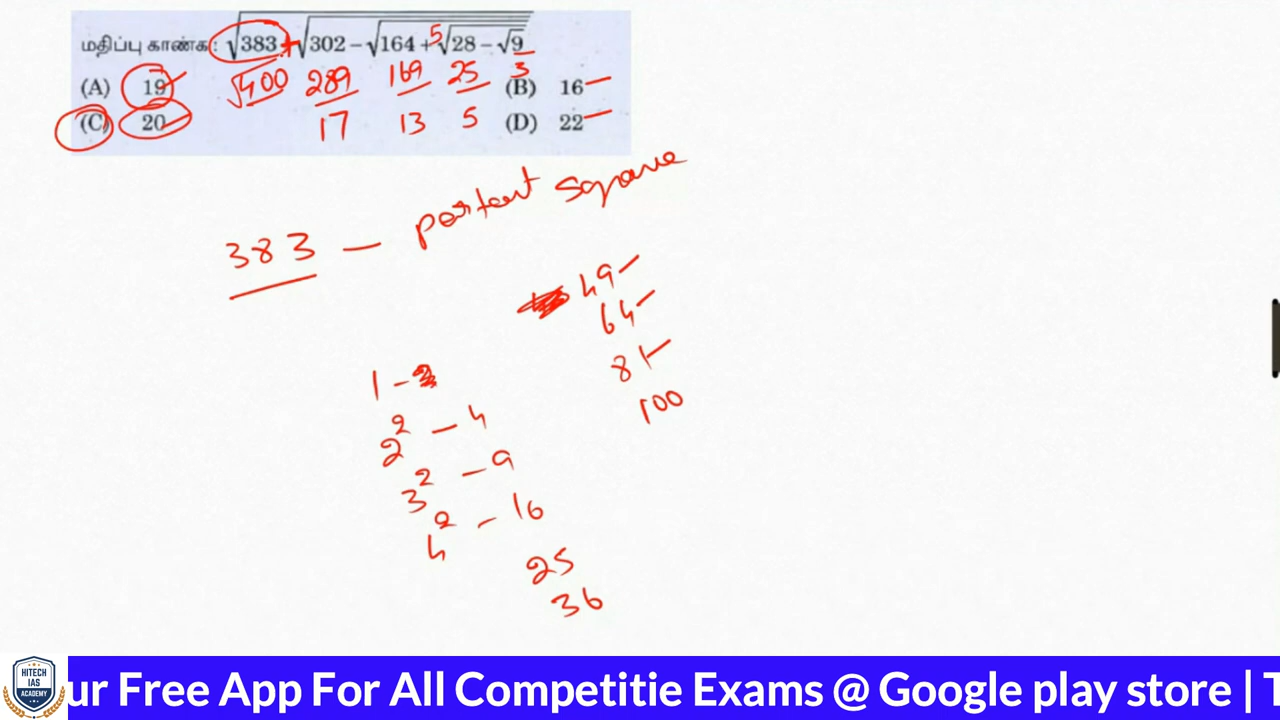 மதிப்பு காண்க: √383 + √302 − √164 + 5√28 − √9
(A) 19 √400 289 169 25 3 (B) 16
(C) 20 17 13 5 (D) 22
383 — perfect square
49
64
81
100
1 -
2² - 4
3² - 9
4² - 16
25
36
HITECH
IAS
ACADEMY
ur Free App For All Competitie Exams @ Google play store | T